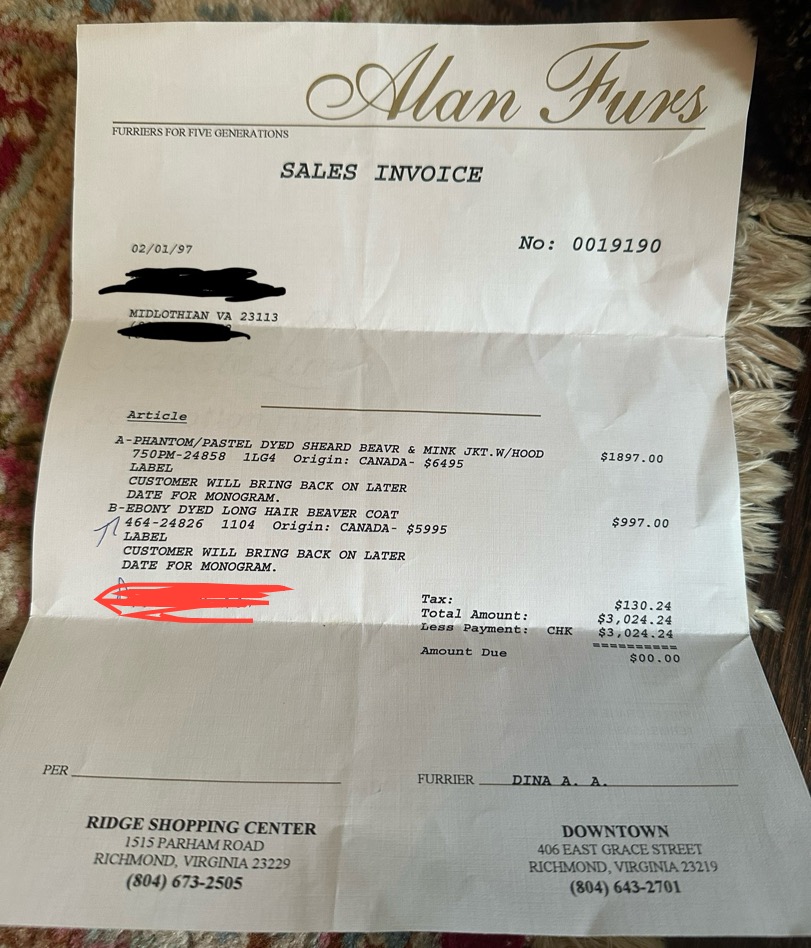 Alan Furs
FURRIERS FOR FIVE GENERATIONS
SALES INVOICE
02/01/97
No: 0019190
MIDLOTHIAN VA 23113
Article
A-PHANTOM/PASTEL DYED SHEARD BEAVR & MINK JKT.W/HOOD $1897.00
750PM-24858 1LG4 Origin: CANADA- $6495
LABEL
CUSTOMER WILL BRING BACK ON LATER
DATE FOR MONOGRAM.
B-EBONY DYED LONG HAIR BEAVER COAT
464-24826 1104 Origin: CANADA- $5995 $997.00
LABEL
CUSTOMER WILL BRING BACK ON LATER
DATE FOR MONOGRAM.
Tax: $130.24
Total Amount: $3,024.24
Less Payment: CHK $3,024.24
==========
Amount Due $00.00
PER
FURRIER DINA A. A.
RIDGE SHOPPING CENTER
1515 PARHAM ROAD
RICHMOND, VIRGINIA 23229
(804) 673-2505
DOWNTOWN
406 EAST GRACE STREET
RICHMOND, VIRGINIA 23219
(804) 643-2701